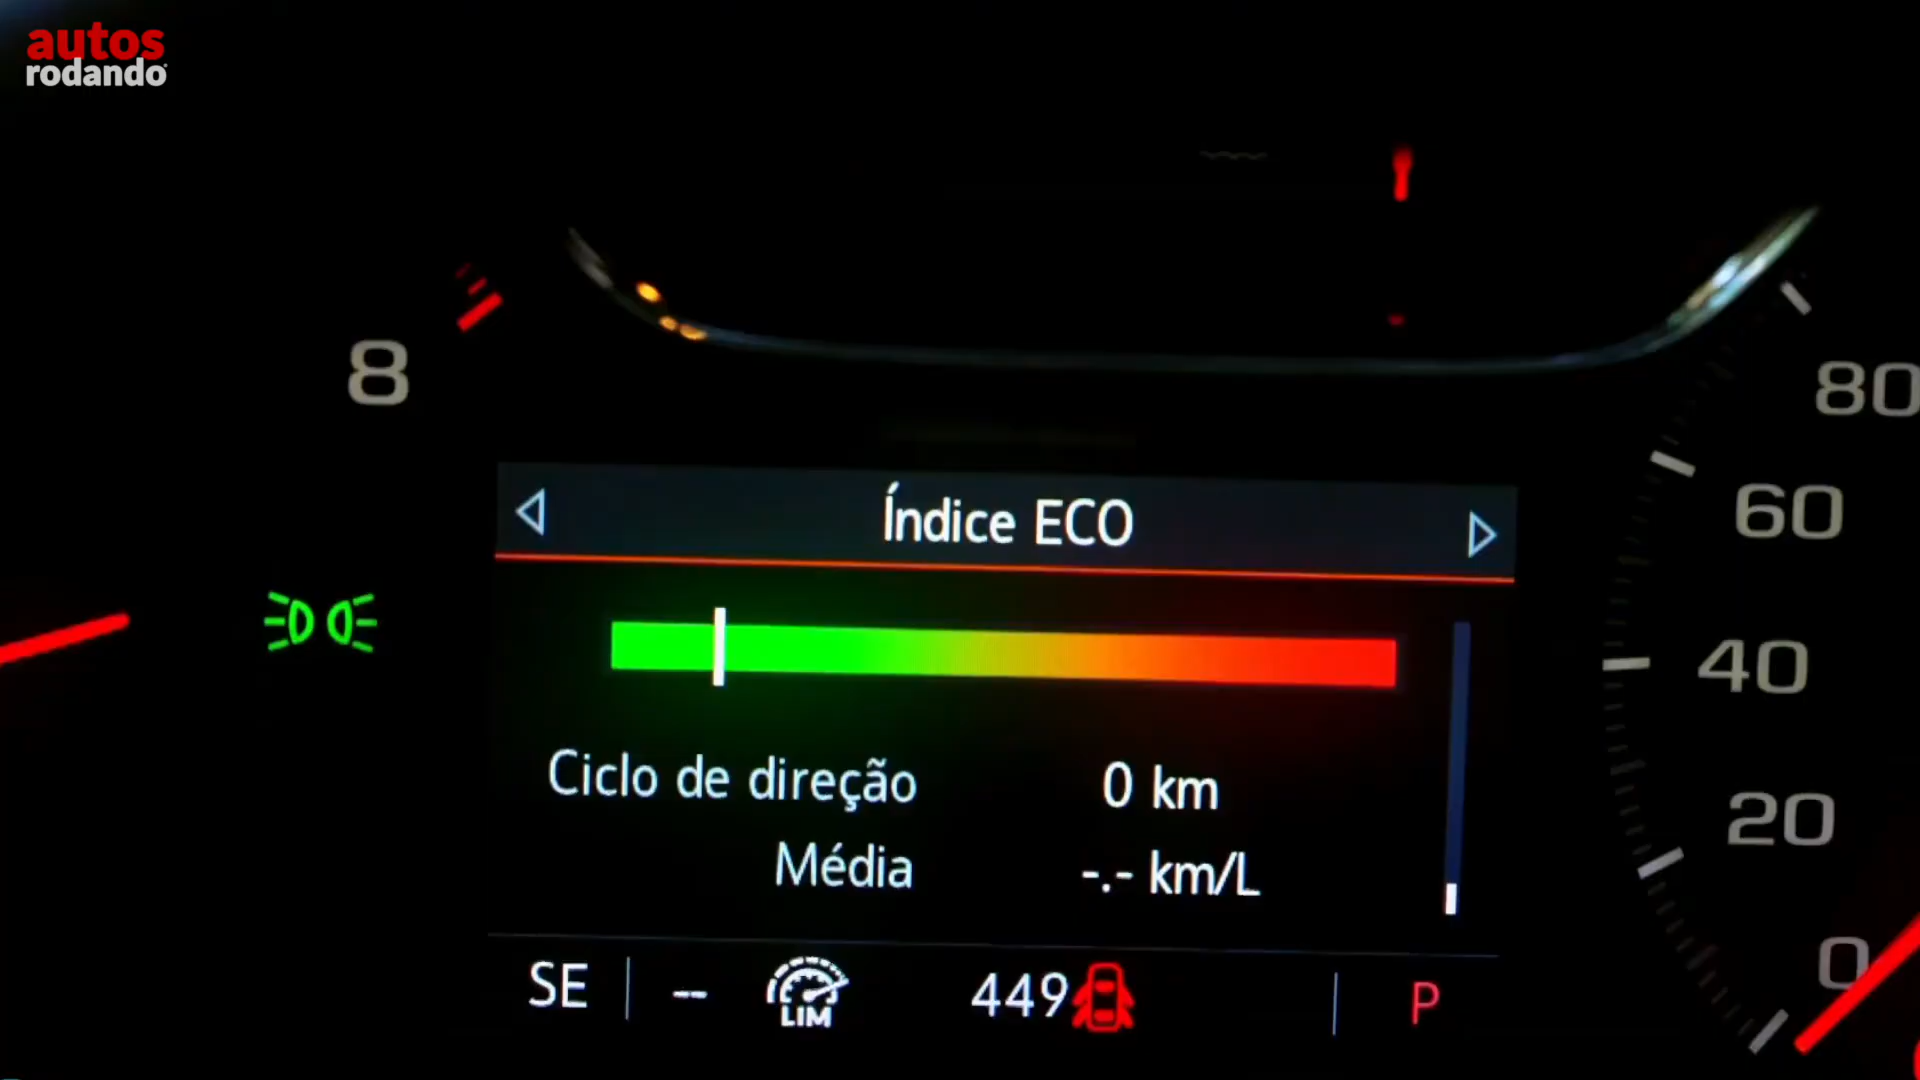 autos
rodando
8
80
Índice ECO
60
40
Ciclo de direção 0 km
20
Média -.- km/L
0
SE -- LIM 449 P